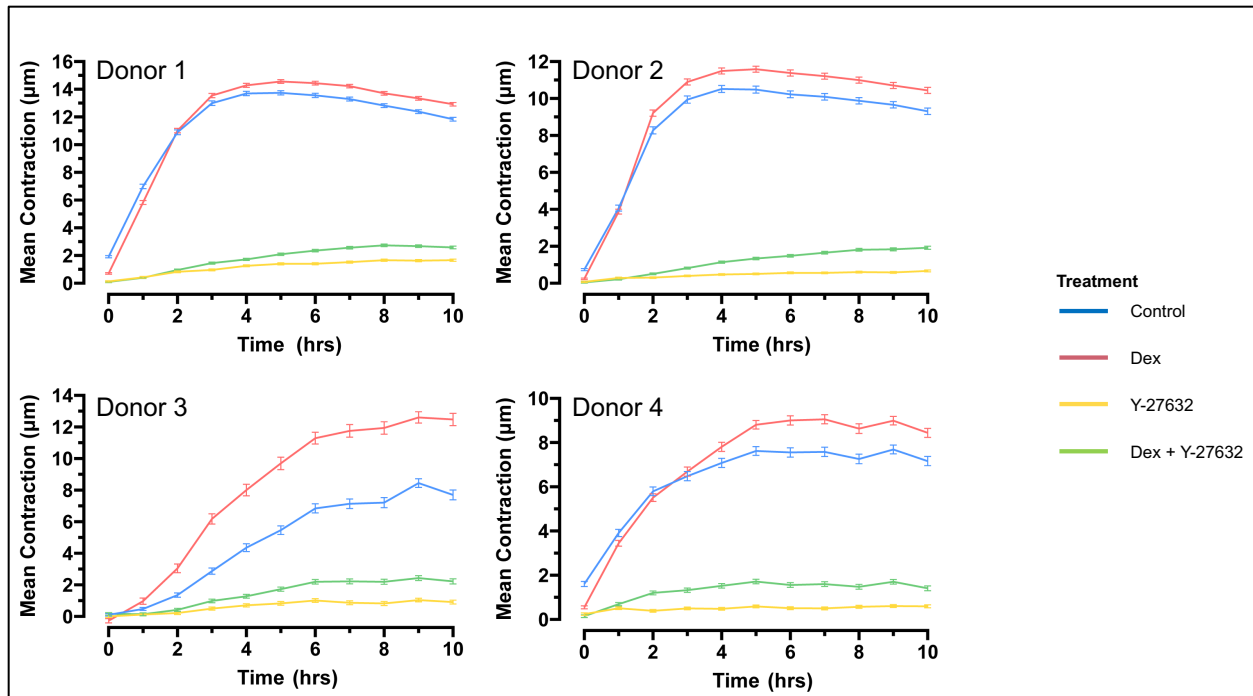 Donor 1
Mean Contraction (µm)
16
14
12
10
8
6
4
2
0
0 2 4 6 8 10
Time (hrs)
Donor 2
Mean Contraction (µm)
12
10
8
6
4
2
0
0 2 4 6 8 10
Time (hrs)
Donor 3
Mean Contraction (µm)
14
12
10
8
6
4
2
0
0 2 4 6 8 10
Time (hrs)
Donor 4
Mean Contraction (µm)
10
8
6
4
2
0
0 2 4 6 8 10
Time (hrs)
Treatment
Control
Dex
Y-27632
Dex + Y-27632